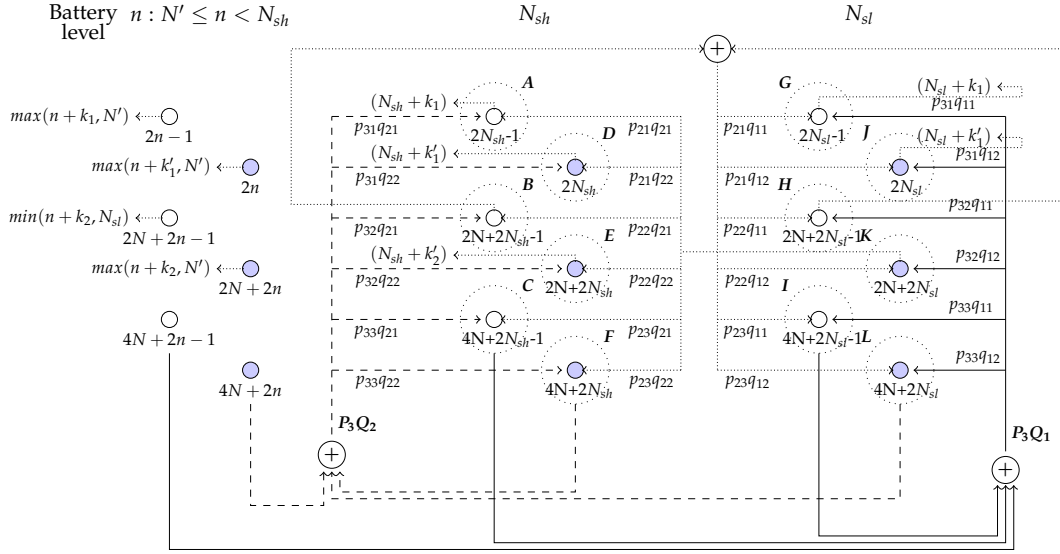 Battery level n : N′ ≤ n < N_sh N_sh N_sl
A G
(N_sh + k_1) (N_sl + k_1)
max(n + k_1, N′) p_31q_11
2n − 1 p_31q_21 2N_sh-1 p_21q_21 p_21q_11 2N_sl-1
D J
(N_sh + k′_1) (N_sl + k′_1)
max(n + k′_1, N′) p_31q_12
2n p_31q_22 2N_sh p_21q_22 p_21q_12 2N_sl
B H
min(n + k_2, N_sl) p_32q_11
2N + 2n − 1 p_32q_21 2N+2N_sh-1 p_22q_21 p_22q_11 2N+2N_sl-1
(N_sh + k′_2) E K
max(n + k_2, N′) p_32q_12
2N + 2n p_32q_22 2N+2N_sh p_22q_22 p_22q_12 2N+2N_sl
C I
p_33q_11
4N + 2n − 1 p_33q_21 4N+2N_sh-1 p_23q_21 p_23q_11 4N+2N_sl-1
F L
p_33q_12
4N + 2n p_33q_22 4N+2N_sh p_23q_22 p_23q_12 4N+2N_sl
P_3Q_2 P_3Q_1